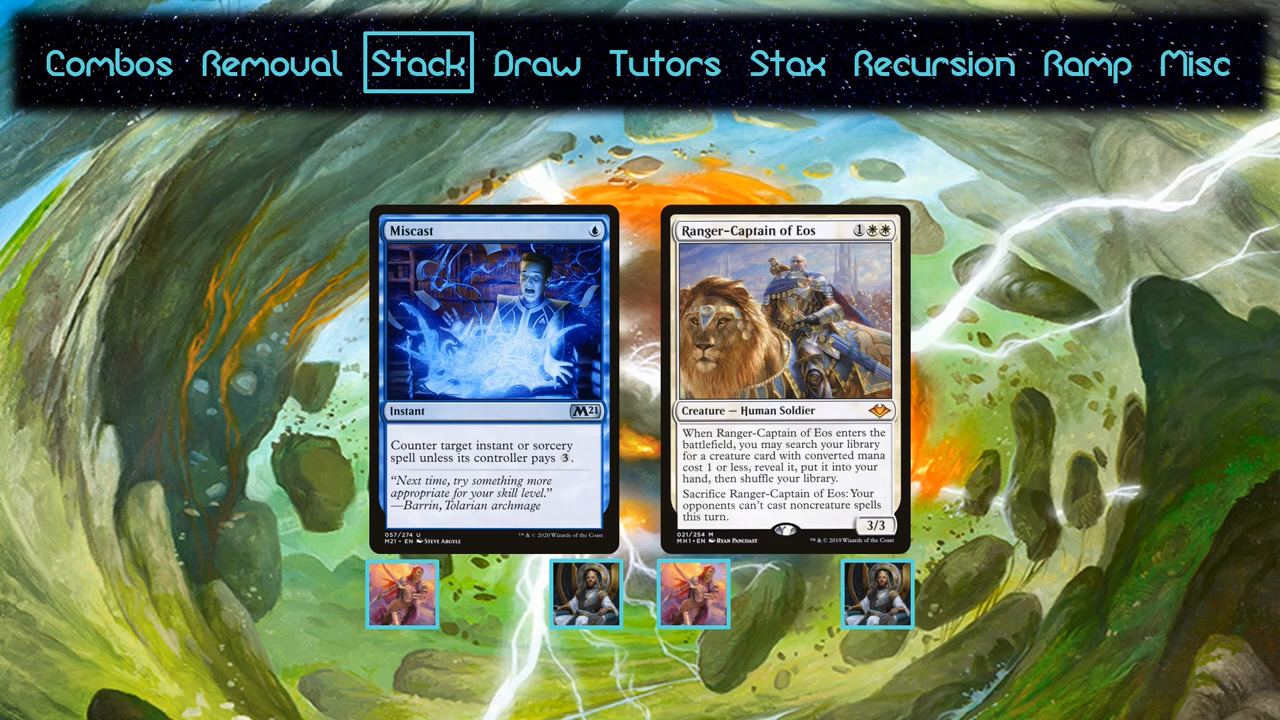 Combos Removal Stack Draw Tutors Stax Recursion Ramp Misc
Miscast
Instant
M21
Counter target instant or sorcery
spell unless its controller pays 3.
“Next time, try something more
appropriate for your skill level.”
—Barrin, Tolarian archmage
057/274 U
M21 • EN STEVE ARGYLE
™ & © 2020 Wizards of the Coast
Ranger-Captain of Eos 1
Creature — Human Soldier
When Ranger-Captain of Eos enters the
battlefield, you may search your library
for a creature card with converted mana
cost 1 or less, reveal it, put it into your
hand, then shuffle your library.
Sacrifice Ranger-Captain of Eos: Your
opponents can't cast noncreature spells
this turn.
3/3
021/254 M
MH1 • EN RYAN PANCOAST
™ & © 2019 Wizards of the Coast